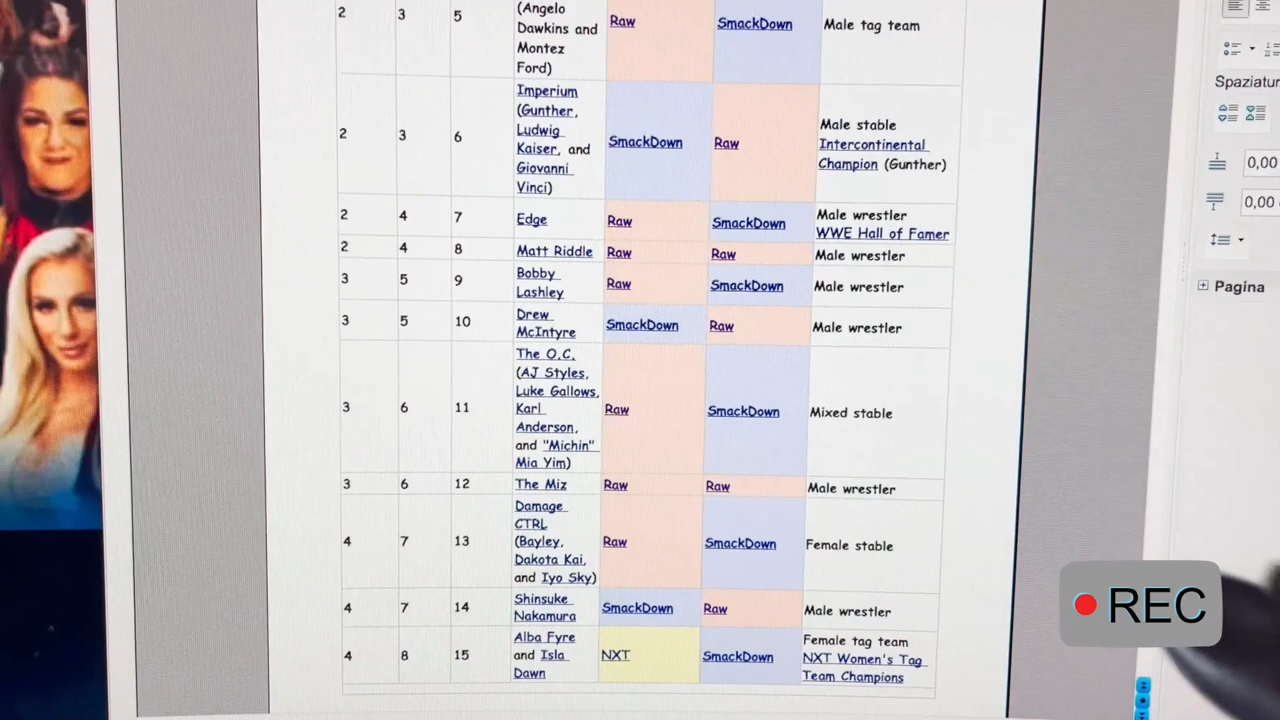 2 3 5 (Angelo Dawkins and Montez Ford) Raw SmackDown Male tag team
2 3 6 Imperium (Gunther, Ludwig Kaiser, and Giovanni Vinci) SmackDown Raw Male stable Intercontinental Champion (Gunther)
2 4 7 Edge Raw SmackDown Male wrestler WWE Hall of Famer
2 4 8 Matt Riddle Raw Raw Male wrestler
3 5 9 Bobby Lashley Raw SmackDown Male wrestler
3 5 10 Drew McIntyre SmackDown Raw Male wrestler
3 6 11 The O.C. (AJ Styles, Luke Gallows, Karl Anderson, and "Michin" Mia Yim) Raw SmackDown Mixed stable
3 6 12 The Miz Raw Raw Male wrestler
4 7 13 Damage CTRL (Bayley, Dakota Kai, and Iyo Sky) Raw SmackDown Female stable
4 7 14 Shinsuke Nakamura SmackDown Raw Male wrestler
4 8 15 Alba Fyre and Isla Dawn NXT SmackDown Female tag team NXT Women's Tag Team Champions
Spaziatur
0,00
0,00
Pagina
REC